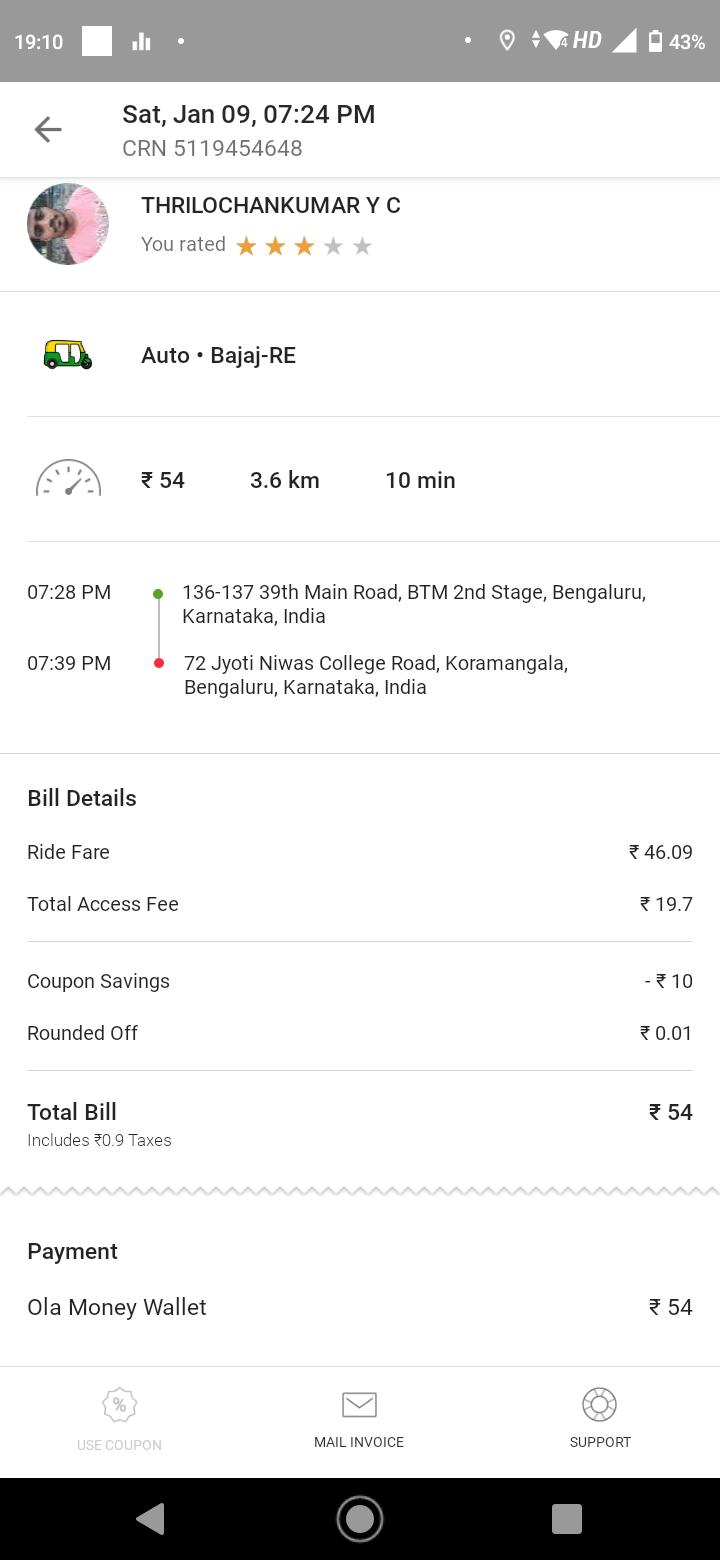 19:10
4 HD 43%
Sat, Jan 09, 07:24 PM
CRN 5119454648
THRILOCHANKUMAR Y C
You rated
Auto • Bajaj-RE
₹ 54 3.6 km 10 min
07:28 PM 136-137 39th Main Road, BTM 2nd Stage, Bengaluru,
Karnataka, India
07:39 PM 72 Jyoti Niwas College Road, Koramangala,
Bengaluru, Karnataka, India
Bill Details
Ride Fare ₹ 46.09
Total Access Fee ₹ 19.7
Coupon Savings - ₹ 10
Rounded Off ₹ 0.01
Total Bill ₹ 54
Includes ₹0.9 Taxes
Payment
Ola Money Wallet ₹ 54
%
USE COUPON MAIL INVOICE SUPPORT